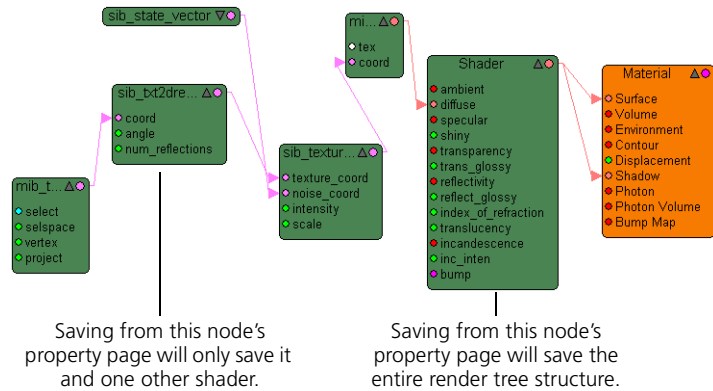 sib_state_vector
mi...
tex
coord
sib_txt2dre...
coord
angle
num_reflections
mib_t...
select
selspace
vertex
project
sib_textur...
texture_coord
noise_coord
intensity
scale
Shader
ambient
diffuse
specular
shiny
transparency
trans_glossy
reflectivity
reflect_glossy
index_of_refraction
translucency
incandescence
inc_inten
bump
Material
Surface
Volume
Environment
Contour
Displacement
Shadow
Photon
Photon Volume
Bump Map
Saving from this node's
property page will only save it
and one other shader.
Saving from this node's
property page will save the
entire render tree structure.